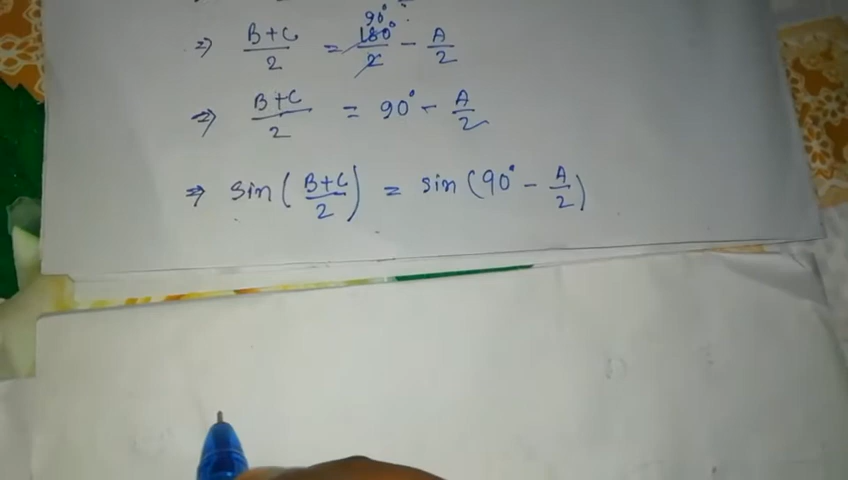 ⇒ B+C/2 = 180°/2 90° - A/2
⇒ B+C/2 = 90° - A/2
⇒ sin(B+C/2) = sin(90° - A/2)